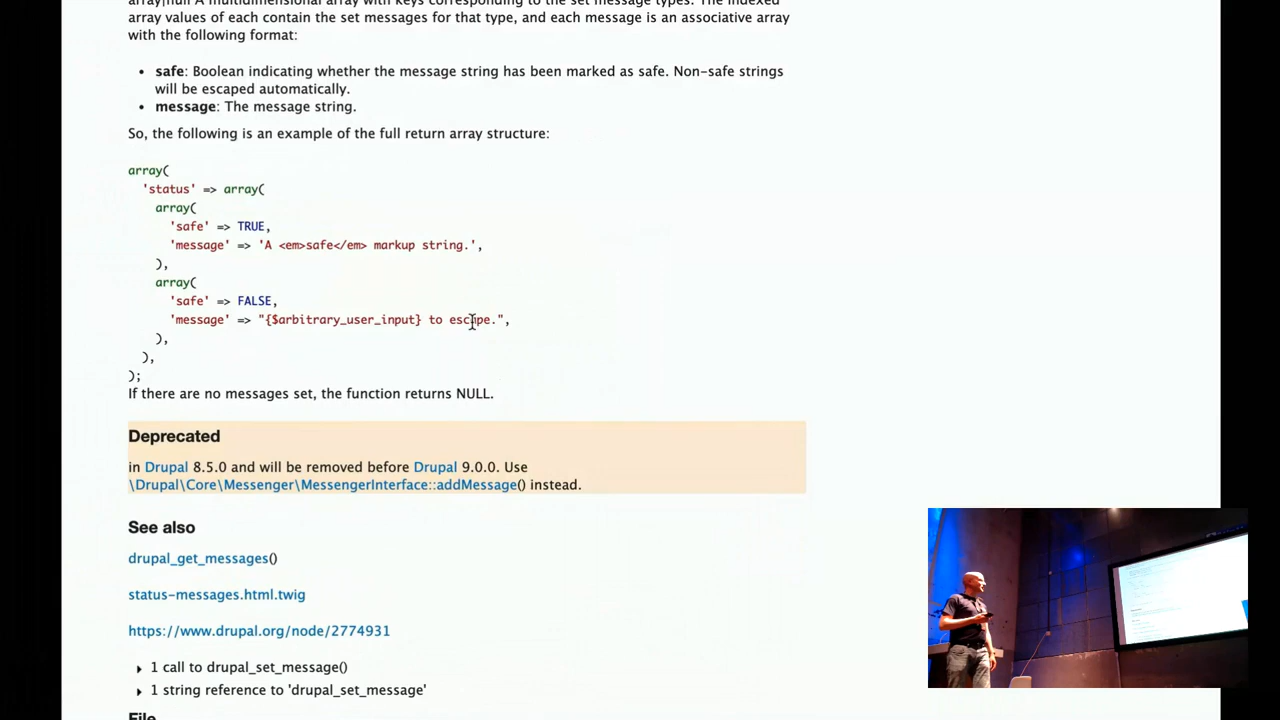 array|null A multidimensional array with keys corresponding to the set message types. The indexed
array values of each contain the set messages for that type, and each message is an associative array
with the following format:
• safe: Boolean indicating whether the message string has been marked as safe. Non-safe strings
will be escaped automatically.
• message: The message string.
So, the following is an example of the full return array structure:
array(
'status' => array(
array(
'safe' => TRUE,
'message' => 'A <em>safe</em> markup string.',
),
array(
'safe' => FALSE,
'message' => "{$arbitrary_user_input} to escape.",
),
),
);
If there are no messages set, the function returns NULL.
Deprecated
in Drupal 8.5.0 and will be removed before Drupal 9.0.0. Use
\Drupal\Core\Messenger\MessengerInterface::addMessage() instead.
See also
drupal_get_messages()
status-messages.html.twig
https://www.drupal.org/node/2774931
1 call to drupal_set_message()
1 string reference to 'drupal_set_message'
File